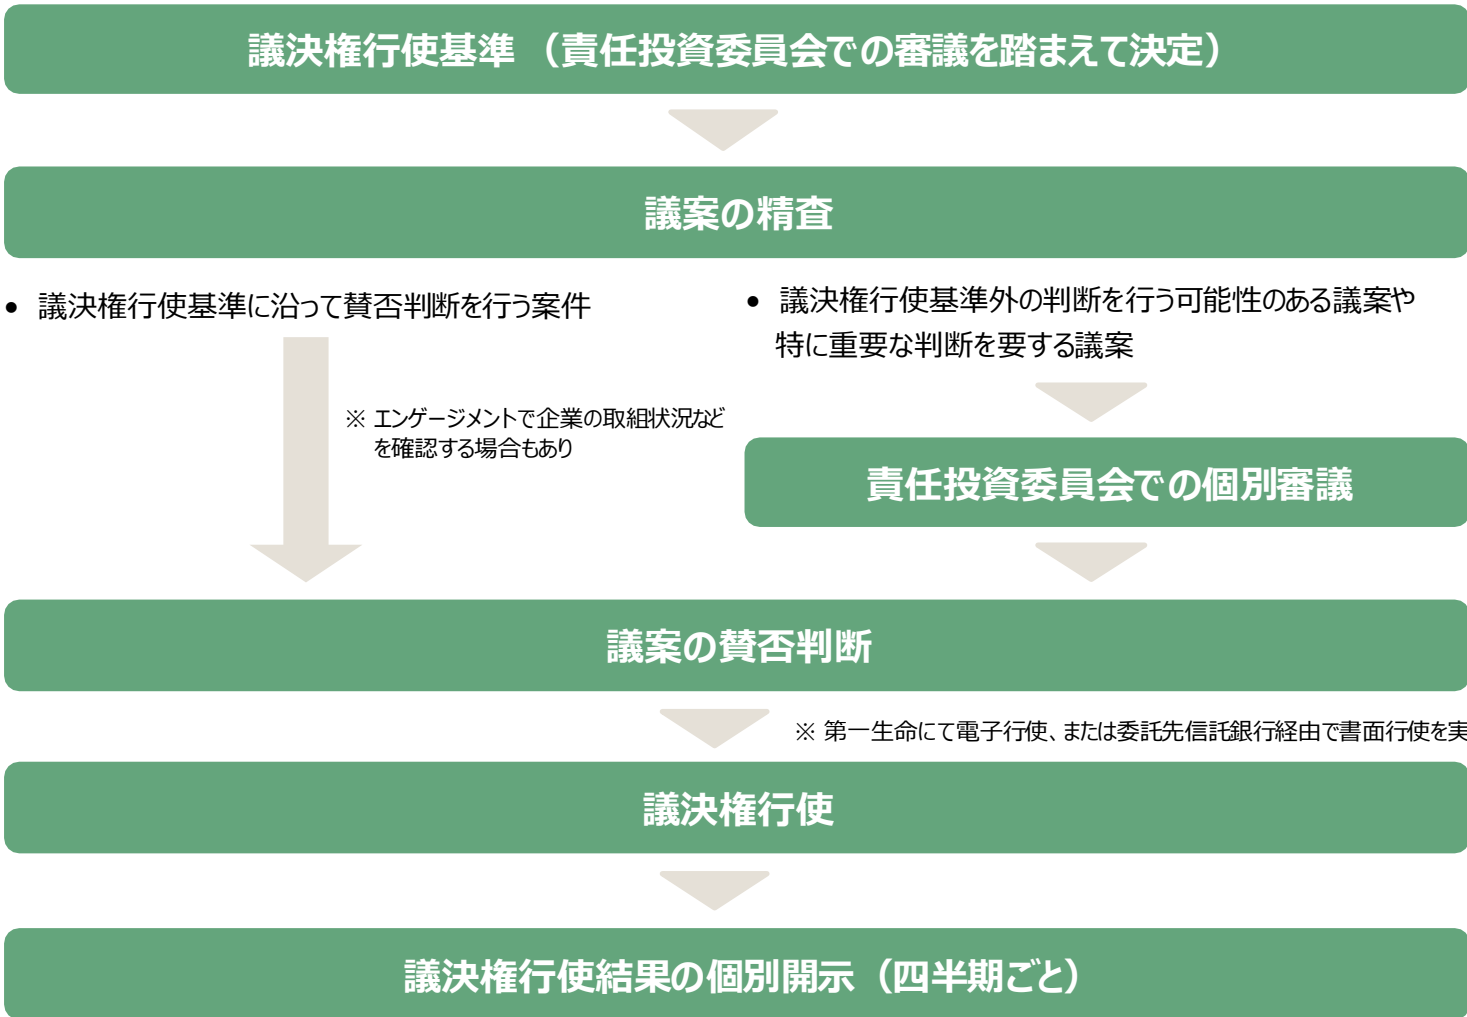 議決権行使基準 （責任投資委員会での審議を踏まえて決定）
議案の精査
• 議決権行使基準に沿って賛否判断を行う案件
※ エンゲージメントで企業の取組状況など
を確認する場合もあり
• 議決権行使基準外の判断を行う可能性のある議案や
特に重要な判断を要する議案
責任投資委員会での個別審議
議案の賛否判断
※ 第一生命にて電子行使、または委託先信託銀行経由で書面行使を実
議決権行使
議決権行使結果の個別開示（四半期ごと）